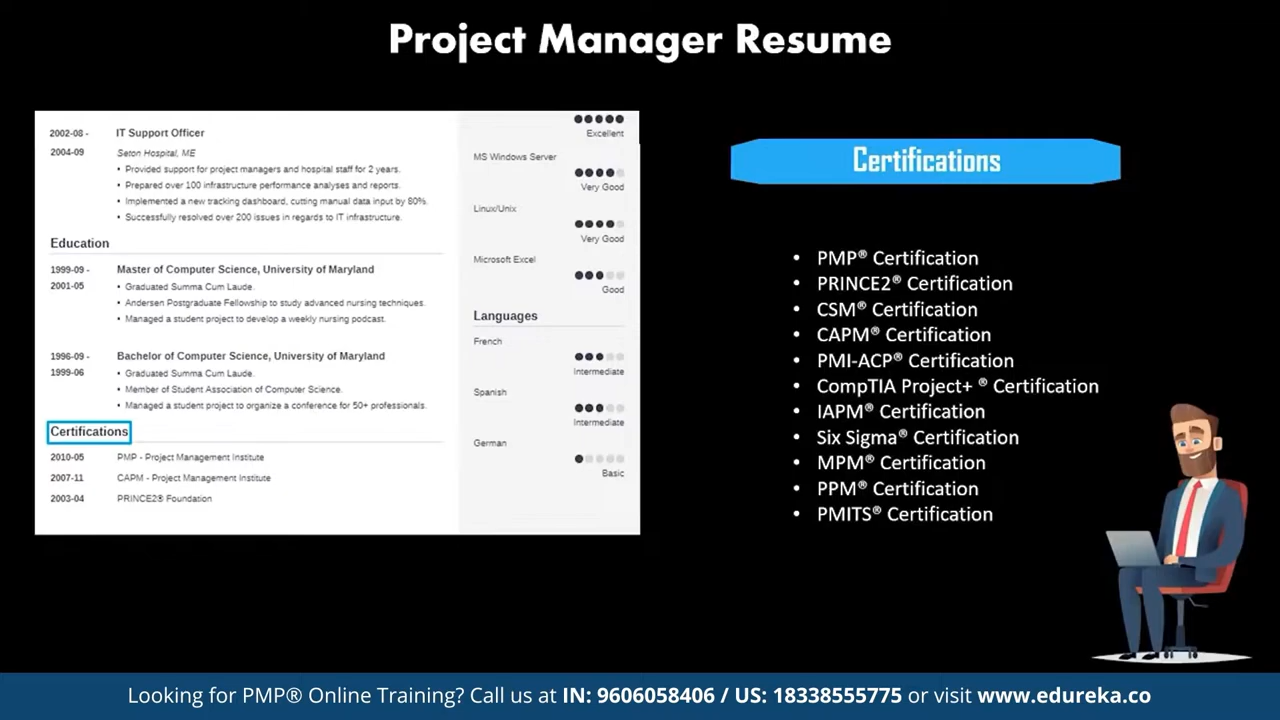 Project Manager Resume
2002-08 - IT Support Officer
2004-09 Seton Hospital, ME
• Provided support for project managers and hospital staff for 2 years.
• Prepared over 100 infrastructure performance analyses and reports.
• Implemented a new tracking dashboard, cutting manual data input by 80%.
• Successfully resolved over 200 issues in regards to IT infrastructure.
Education
1999-09 - Master of Computer Science, University of Maryland
2001-05 • Graduated Summa Cum Laude.
• Andersen Postgraduate Fellowship to study advanced nursing techniques.
• Managed a student project to develop a weekly nursing podcast.
1996-09 - Bachelor of Computer Science, University of Maryland
1999-06 • Graduated Summa Cum Laude.
• Member of Student Association of Computer Science.
• Managed a student project to organize a conference for 50+ professionals.
Certifications
2010-05 PMP - Project Management Institute
2007-11 CAPM - Project Management Institute
2003-04 PRINCE2® Foundation
Excellent
MS Windows Server
Very Good
Linux/Unix
Very Good
Microsoft Excel
Good
Languages
French
Intermediate
Spanish
Intermediate
German
Basic
Certifications
• PMP® Certification
• PRINCE2® Certification
• CSM® Certification
• CAPM® Certification
• PMI-ACP® Certification
• CompTIA Project+ ® Certification
• IAPM® Certification
• Six Sigma® Certification
• MPM® Certification
• PPM® Certification
• PMITS® Certification
Looking for PMP® Online Training? Call us at IN: 9606058406 / US: 18338555775 or visit www.edureka.co